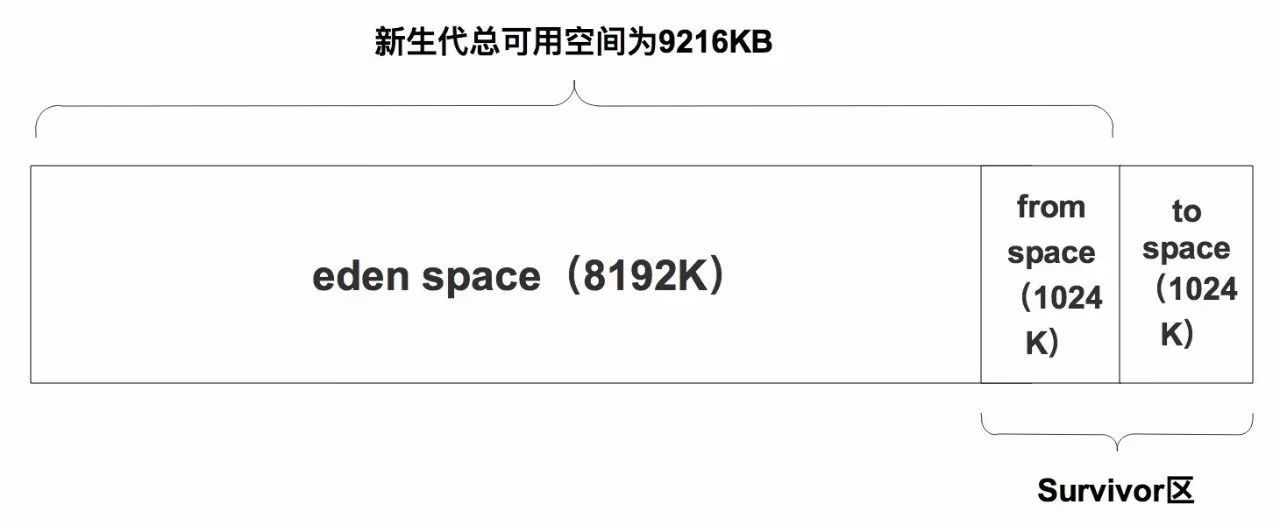 新生代总可用空间为9216KB
eden space（8192K）
from
space
（1024
K）
to
space
（1024
K）
Survivor区